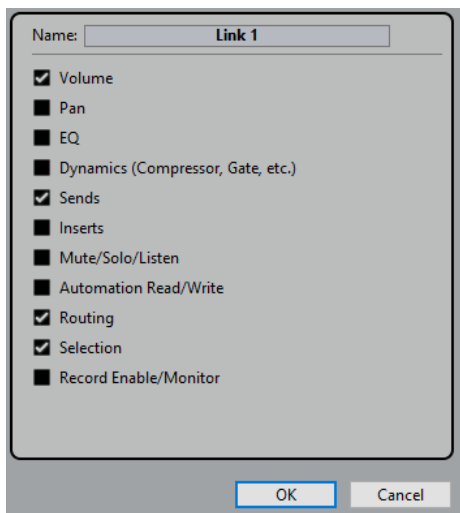 Name: Link 1
Volume
Pan
EQ
Dynamics (Compressor, Gate, etc.)
Sends
Inserts
Mute/Solo/Listen
Automation Read/Write
Routing
Selection
Record Enable/Monitor
OK Cancel